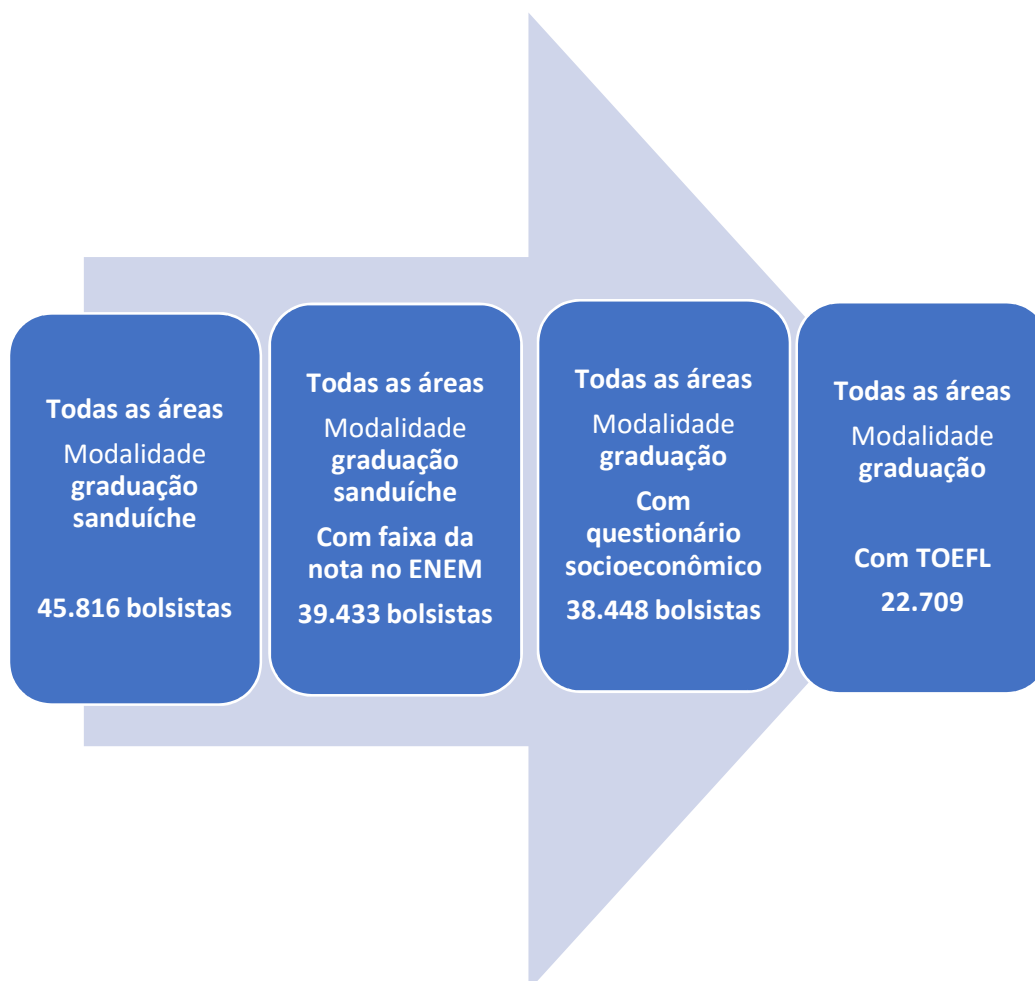 Todas as áreas
Modalidade
graduação
sanduíche
45.816 bolsistas
Todas as áreas
Modalidade
graduação
sanduíche
Com faixa da
nota no ENEM
39.433 bolsistas
Todas as áreas
Modalidade
graduação
Com
questionário
socioeconômico
38.448 bolsistas
Todas as áreas
Modalidade
graduação
Com TOEFL
22.709